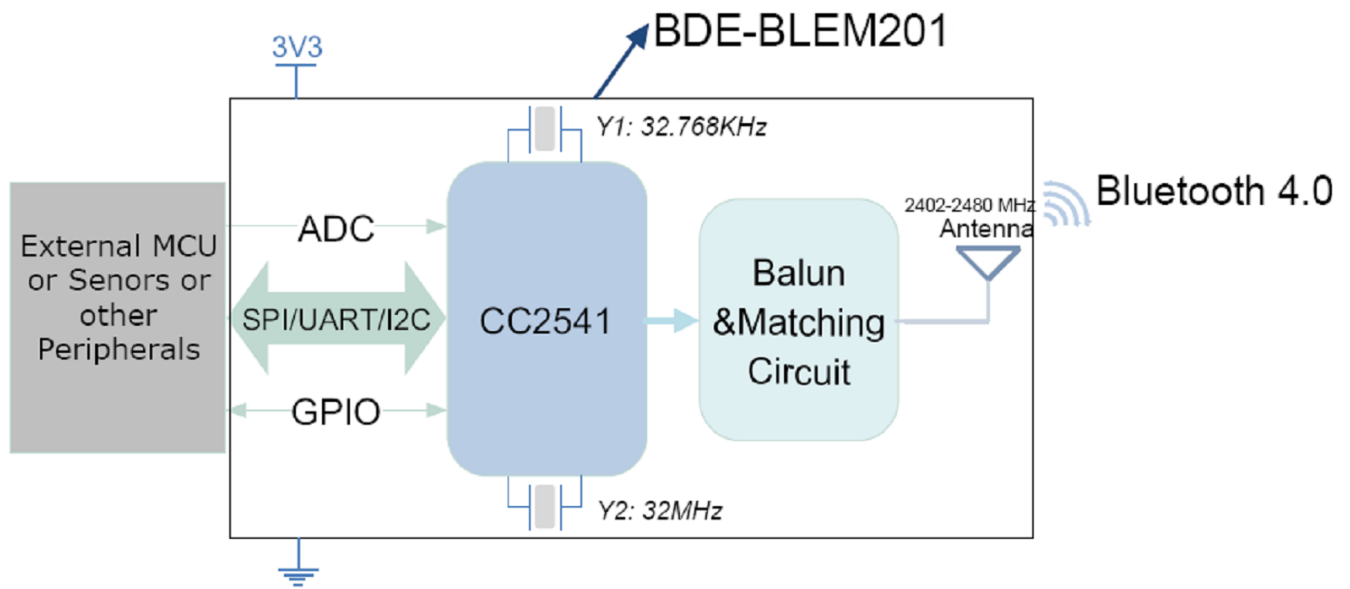 BDE-BLEM201
3V3
Y1: 32.768KHz
Bluetooth 4.0
2402-2480 MHz
Antenna
External MCU
or Senors or
other
Peripherals
ADC
SPI/UART/I2C
GPIO
CC2541
Balun
&Matching
Circuit
Y2: 32MHz